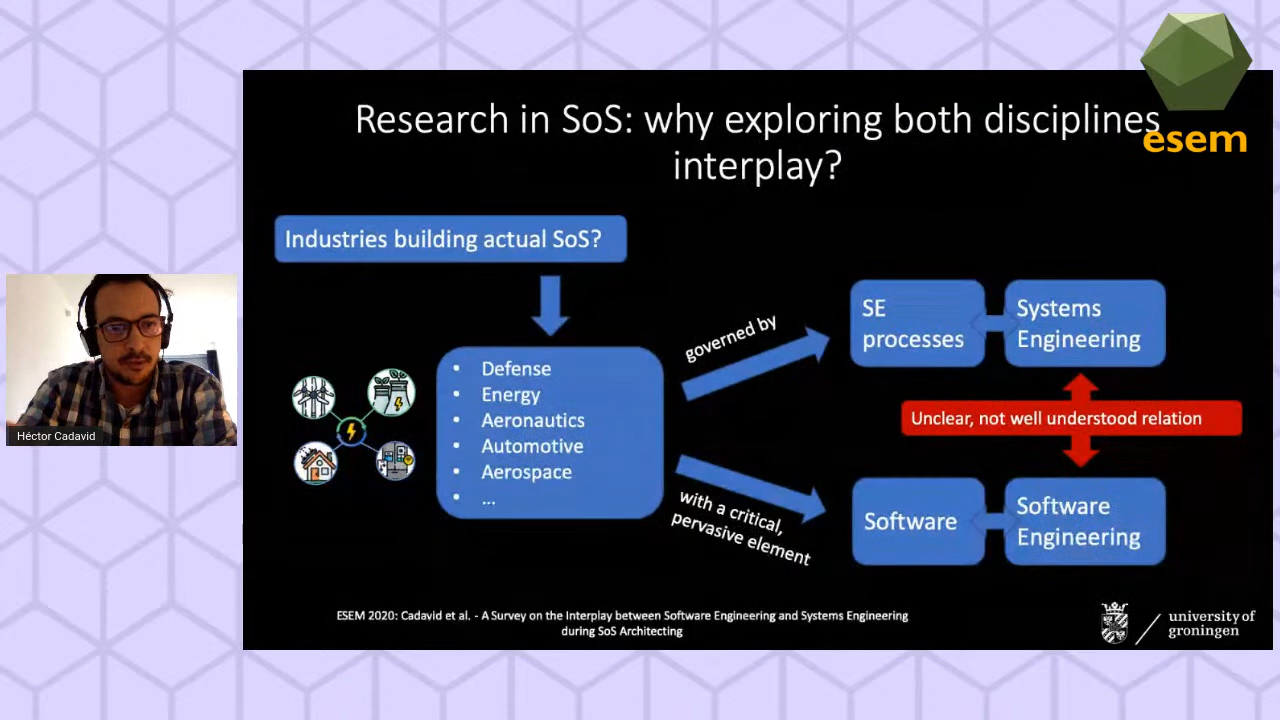 esem
Research in SoS: why exploring both disciplines
interplay?
Industries building actual SoS?
• Defense
• Energy
• Aeronautics
• Automotive
• Aerospace
• ...
governed by
with a critical,
pervasive element
SE
processes
Systems
Engineering
Unclear, not well understood relation
Software
Software
Engineering
Héctor Cadavid
ESEM 2020: Cadavid et al. - A Survey on the Interplay between Software Engineering and Systems Engineering
during SoS Architecting
university of
groningen